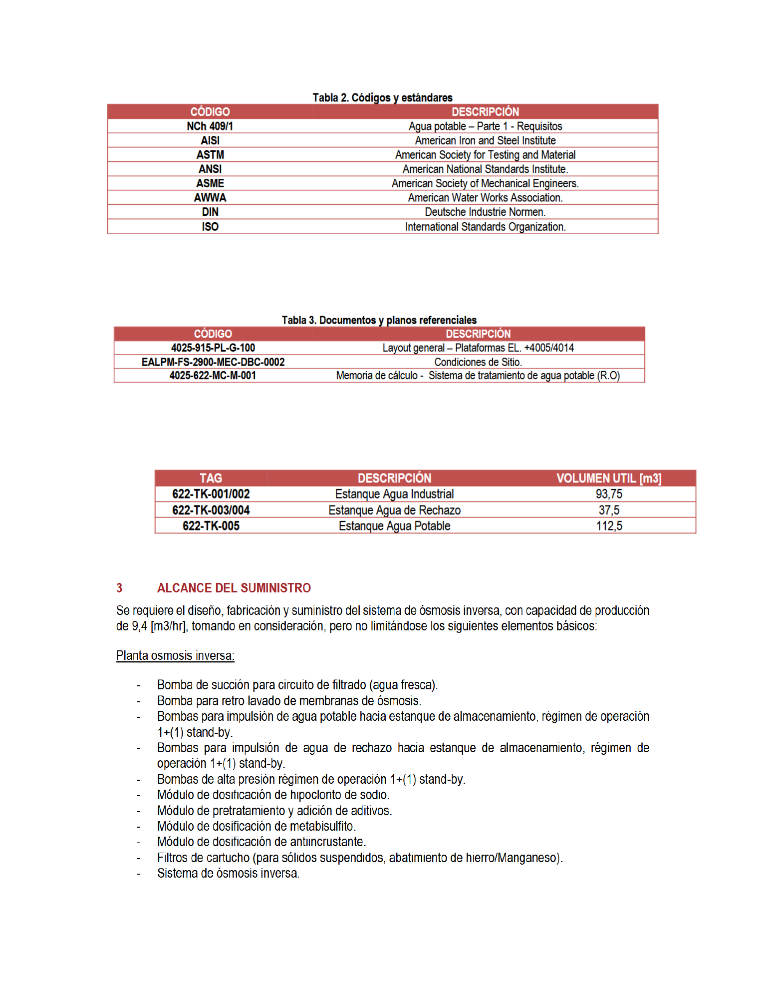 Tabla 2. Códigos y estándares
CÓDIGO DESCRIPCIÓN
NCh 409/1 Agua potable – Parte 1 - Requisitos
AISI American Iron and Steel Institute
ASTM American Society for Testing and Material
ANSI American National Standards Institute.
ASME American Society of Mechanical Engineers.
AWWA American Water Works Association.
DIN Deutsche Industrie Normen.
ISO International Standards Organization.
Tabla 3. Documentos y planos referenciales
CÓDIGO DESCRIPCIÓN
4025-915-PL-G-100 Layout general – Plataformas EL. +4005/4014
EALPM-FS-2900-MEC-DBC-0002 Condiciones de Sitio.
4025-622-MC-M-001 Memoria de cálculo - Sistema de tratamiento de agua potable (R.O)
TAG DESCRIPCIÓN VOLUMEN UTIL [m3]
622-TK-001/002 Estanque Agua Industrial 93,75
622-TK-003/004 Estanque Agua de Rechazo 37,5
622-TK-005 Estanque Agua Potable 112,5
3 ALCANCE DEL SUMINISTRO
Se requiere el diseño, fabricación y suministro del sistema de ósmosis inversa, con capacidad de producción
de 9,4 [m3/hr], tomando en consideración, pero no limitándose los siguientes elementos básicos:
Planta osmosis inversa:
- Bomba de succión para circuito de filtrado (agua fresca).
- Bomba para retro lavado de membranas de ósmosis.
- Bombas para impulsión de agua potable hacia estanque de almacenamiento, régimen de operación
1+(1) stand-by.
- Bombas para impulsión de agua de rechazo hacia estanque de almacenamiento, régimen de
operación 1+(1) stand-by.
- Bombas de alta presión régimen de operación 1+(1) stand-by.
- Módulo de dosificación de hipoclorito de sodio.
- Módulo de pretratamiento y adición de aditivos.
- Módulo de dosificación de metabisulfito.
- Módulo de dosificación de antiincrustante.
- Filtros de cartucho (para sólidos suspendidos, abatimiento de hierro/Manganeso).
- Sistema de ósmosis inversa.